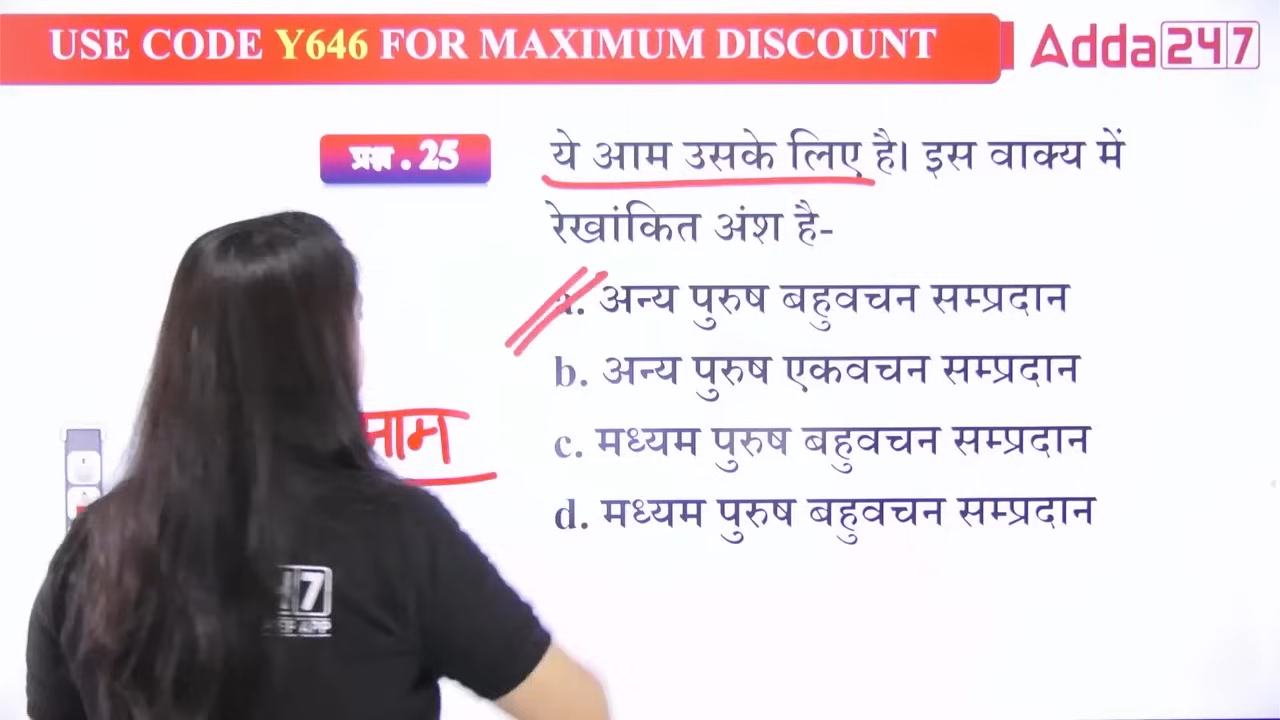 USE CODE Y646 FOR MAXIMUM DISCOUNT
Adda247
प्रश्न . 25
ये आम उसके लिए है। इस वाक्य में
रेखांकित अंश है-
a. अन्य पुरुष बहुवचन सम्प्रदान
b. अन्य पुरुष एकवचन सम्प्रदान
c. मध्यम पुरुष बहुवचन सम्प्रदान
d. मध्यम पुरुष बहुवचन सम्प्रदान